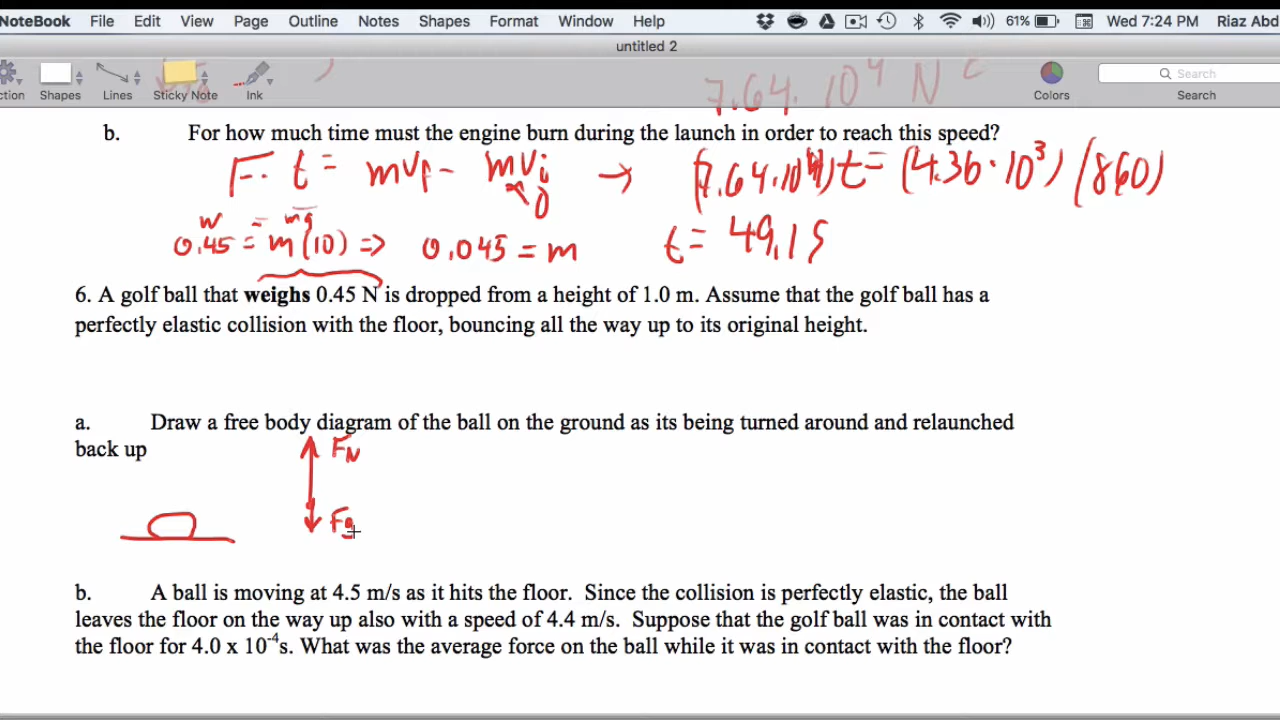 NoteBook File Edit View Page Outline Notes Shapes Format Window Help 61% Wed 7:24 PM Riaz Abd
untitled 2
7.64 · 10⁴ N
ction Shapes Lines Sticky Note Ink Colors Search Search
b. For how much time must the engine burn during the launch in order to reach this speed?
F · t = mvf - mvi → (7.64·10⁴)t = (4.36·10³)(860)
0
W = mg
0.45 = m(10) => 0.045 = m t = 49.1s
6. A golf ball that weighs 0.45 N is dropped from a height of 1.0 m. Assume that the golf ball has a
perfectly elastic collision with the floor, bouncing all the way up to its original height.
a. Draw a free body diagram of the ball on the ground as its being turned around and relaunched
back up
FN
Fg
b. A ball is moving at 4.5 m/s as it hits the floor. Since the collision is perfectly elastic, the ball
leaves the floor on the way up also with a speed of 4.4 m/s. Suppose that the golf ball was in contact with
the floor for 4.0 x 10⁻⁴s. What was the average force on the ball while it was in contact with the floor?